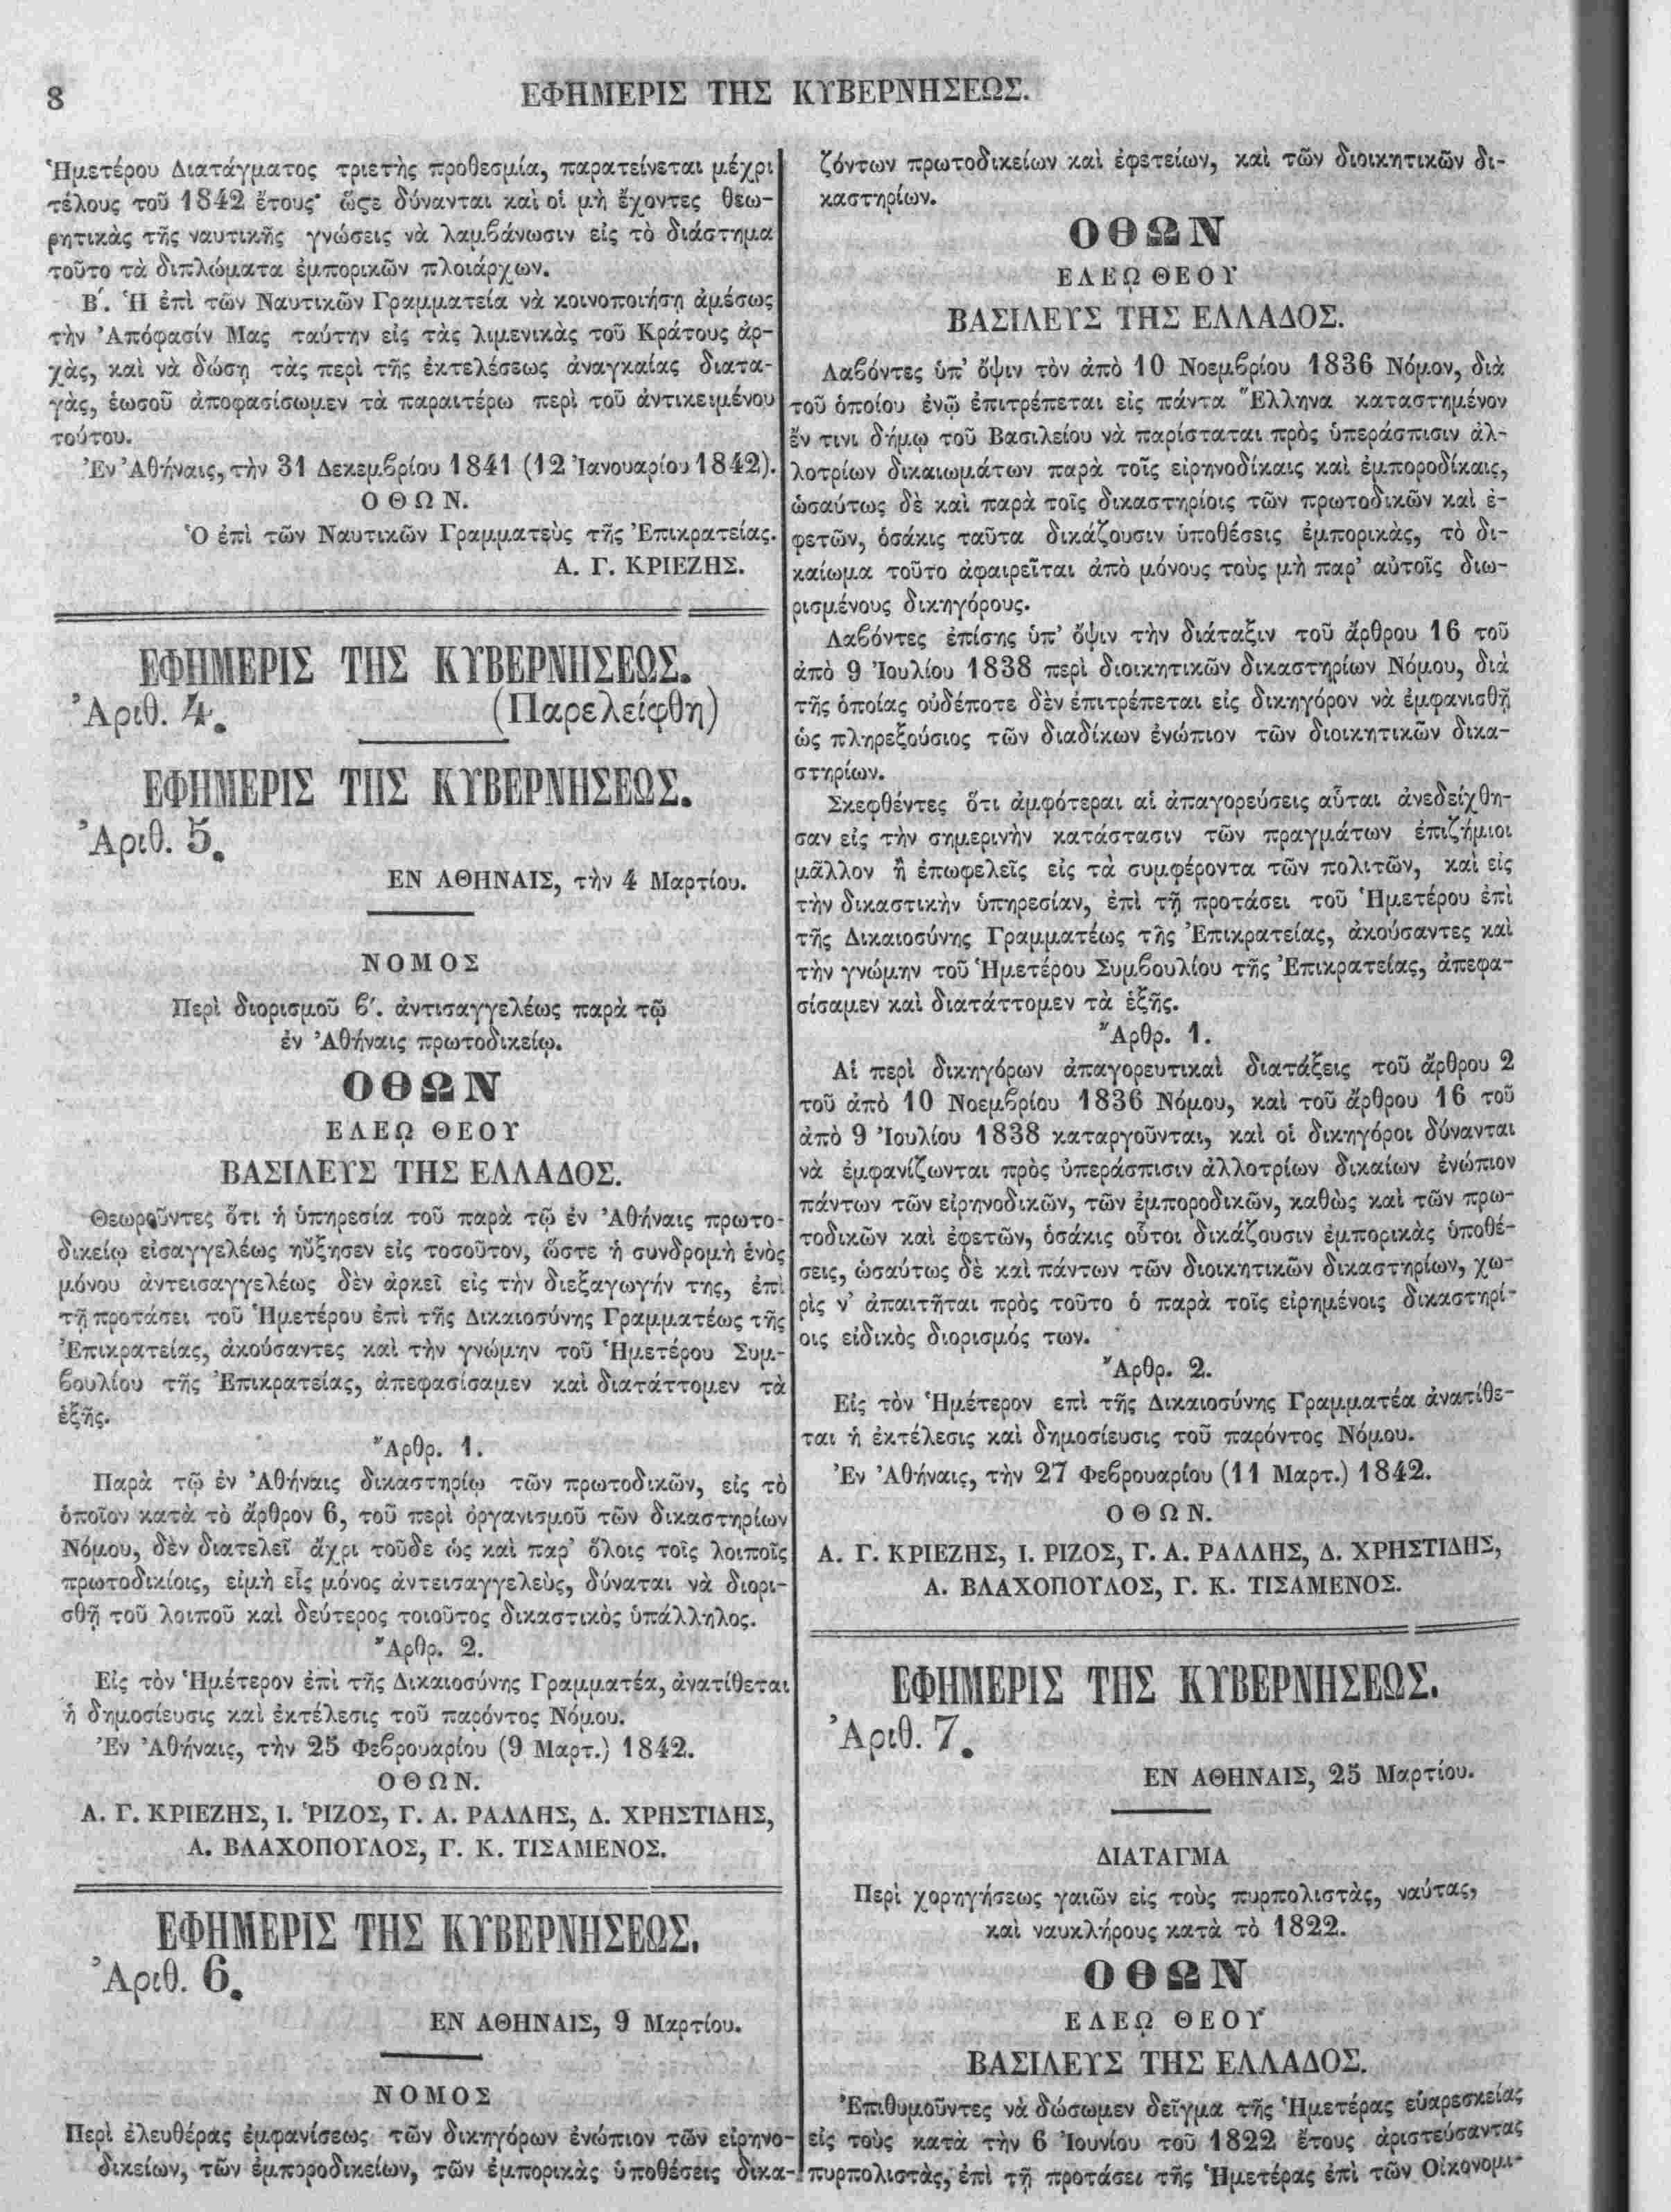 8
ΕΦΗΜΕΡΙΣ ΤΗΣ ΚΥΒΕΡΝΗΣΕΩΣ.
Ἡμετέρου Διατάγματος τριετὴς προθεσμία, παρατείνεται μέχρι
τέλους τοῦ 1842 ἔτους· ὥςε δύνανται καὶ οἱ μὴ ἔχοντες θεω-
ρητικὰς τῆς ναυτικῆς γνώσεις νὰ λαμβάνωσιν εἰς τὸ διάστημα
τοῦτο τὰ διπλώματα ἐμπορικῶν πλοιάρχων.
Β΄. Ἡ ἐπὶ τῶν Ναυτικῶν Γραμματεία νὰ κοινοποιήσῃ ἀμέσως
τὴν Ἀπόφασίν Μας ταύτην εἰς τὰς λιμενικὰς τοῦ Κράτους ἀρ-
χὰς, καὶ νὰ δώσῃ τὰς περὶ τῆς ἐκτελέσεως ἀναγκαίας διατα-
γὰς, ἑωσοῦ ἀποφασίσωμεν τὰ παραιτέρω περὶ τοῦ ἀντικειμένου
τούτου.
Ἐν Ἀθήναις, τὴν 31 Δεκεμβρίου 1841 (12 Ἰανουαρίου 1842).
ΟΘΩΝ.
Ὁ ἐπὶ τῶν Ναυτικῶν Γραμματεὺς τῆς Ἐπικρατείας.
Α. Γ. ΚΡΙΕΖΗΣ.
ΕΦΗΜΕΡΙΣ ΤΗΣ ΚΥΒΕΡΝΗΣΕΩΣ.
Ἀριθ. 4. (Παρελείφθη)
ΕΦΗΜΕΡΙΣ ΤΗΣ ΚΥΒΕΡΝΗΣΕΩΣ.
Ἀριθ. 5.
ΕΝ ΑΘΗΝΑΙΣ, τὴν 4 Μαρτίου.
ΝΟΜΟΣ
Περὶ διορισμοῦ β΄. ἀντισαγγελέως παρὰ τῷ
ἐν Ἀθήναις πρωτοδικείῳ.
ΟΘΩΝ
ΕΛΕῼ ΘΕΟΥ
ΒΑΣΙΛΕΥΣ ΤΗΣ ΕΛΛΑΔΟΣ.
Θεωροῦντες ὅτι ἡ ὑπηρεσία τοῦ παρὰ τῷ ἐν Ἀθήναις πρωτο-
δικείῳ εἰσαγγελέως ηὔξησεν εἰς τοσοῦτον, ὥστε ἡ συνδρομὴ ἑνὸς
μόνου ἀντεισαγγελέως δὲν ἀρκεῖ εἰς τὴν διεξαγωγήν της, ἐπὶ
τῇ προτάσει τοῦ Ἡμετέρου ἐπὶ τῆς Δικαιοσύνης Γραμματέως τῆς
Ἐπικρατείας, ἀκούσαντες καὶ τὴν γνώμην τοῦ Ἡμετέρου Συμ-
βουλίου τῆς Ἐπικρατείας, ἀπεφασίσαμεν καὶ διατάττομεν τὰ
ἑξῆς.
Ἄρθρ. 1.
Παρὰ τῷ ἐν Ἀθήναις δικαστηρίῳ τῶν πρωτοδικῶν, εἰς τὸ
ὁποῖον κατὰ τὸ ἄρθρον 6, τοῦ περὶ ὀργανισμοῦ τῶν δικαστηρίων
Νόμου, δὲν διατελεῖ ἄχρι τοῦδε ὡς καὶ παρ' ὅλοις τοῖς λοιποῖς
πρωτοδικίοις, εἰμὴ εἷς μόνος ἀντεισαγγελεὺς, δύναται νὰ διορι-
σθῇ τοῦ λοιποῦ καὶ δεύτερος τοιοῦτος δικαστικὸς ὑπάλληλος.
Ἄρθρ. 2.
Εἰς τὸν Ἡμέτερον ἐπὶ τῆς Δικαιοσύνης Γραμματέα, ἀνατίθεται
ἡ δημοσίευσις καὶ ἐκτέλεσις τοῦ παρόντος Νόμου.
Ἐν Ἀθήναις, τὴν 25 Φεβρουαρίου (9 Μαρτ.) 1842.
ΟΘΩΝ.
Α. Γ. ΚΡΙΕΖΗΣ, Ι. ῬΙΖΟΣ, Γ. Α. ΡΑΛΛΗΣ, Δ. ΧΡΗΣΤΙΔΗΣ,
Α. ΒΛΑΧΟΠΟΥΛΟΣ, Γ. Κ. ΤΙΣΑΜΕΝΟΣ.
ΕΦΗΜΕΡΙΣ ΤΗΣ ΚΥΒΕΡΝΗΣΕΩΣ.
Ἀριθ. 6.
ΕΝ ΑΘΗΝΑΙΣ, 9 Μαρτίου.
ΝΟΜΟΣ
Περὶ ἐλευθέρας ἐμφανίσεως τῶν δικηγόρων ἐνώπιον τῶν εἰρηνο-
δικείων, τῶν ἐμποροδικείων, τῶν ἐμπορικὰς ὑποθέσεις δικα-
ζόντων πρωτοδικείων καὶ ἐφετείων, καὶ τῶν διοικητικῶν δι-
καστηρίων.
ΟΘΩΝ
ΕΛΕῼ ΘΕΟΥ
ΒΑΣΙΛΕΥΣ ΤΗΣ ΕΛΛΑΔΟΣ.
Λαβόντες ὑπ' ὄψιν τὸν ἀπὸ 10 Νοεμβρίου 1836 Νόμον, διὰ
τοῦ ὁποίου ἐνῷ ἐπιτρέπεται εἰς πάντα Ἕλληνα καταστημένον
ἔν τινι δήμῳ τοῦ Βασιλείου νὰ παρίσταται πρὸς ὑπεράσπισιν ἀλ-
λοτρίων δικαιωμάτων παρὰ τοῖς εἰρηνοδίκαις καὶ ἐμποροδίκαις,
ὡσαύτως δὲ καὶ παρὰ τοῖς δικαστηρίοις τῶν πρωτοδικῶν καὶ ἐ-
φετῶν, ὁσάκις ταῦτα δικάζουσιν ὑποθέσεις ἐμπορικὰς, τὸ δι-
καίωμα τοῦτο ἀφαιρεῖται ἀπὸ μόνους τοὺς μὴ παρ' αὐτοῖς διω-
ρισμένους δικηγόρους.
Λαβόντες ἐπίσης ὑπ' ὄψιν τὴν διάταξιν τοῦ ἄρθρου 16 τοῦ
ἀπὸ 9 Ἰουλίου 1838 περὶ διοικητικῶν δικαστηρίων Νόμου, διὰ
τῆς ὁποίας οὐδέποτε δὲν ἐπιτρέπεται εἰς δικηγόρον νὰ ἐμφανισθῇ
ὡς πληρεξούσιος τῶν διαδίκων ἐνώπιον τῶν διοικητικῶν δικα-
στηρίων.
Σκεφθέντες ὅτι ἀμφότεραι αἱ ἀπαγορεύσεις αὗται ἀνεδείχθη-
σαν εἰς τὴν σημερινὴν κατάστασιν τῶν πραγμάτων ἐπιζήμιοι
μᾶλλον ἢ ἐπωφελεῖς εἰς τὰ συμφέροντα τῶν πολιτῶν, καὶ εἰς
τὴν δικαστικὴν ὑπηρεσίαν, ἐπὶ τῇ προτάσει τοῦ Ἡμετέρου ἐπὶ
τῆς Δικαιοσύνης Γραμματέως τῆς Ἐπικρατείας, ἀκούσαντες καὶ
τὴν γνώμην τοῦ Ἡμετέρου Συμβουλίου τῆς Ἐπικρατείας, ἀπεφα-
σίσαμεν καὶ διατάττομεν τὰ ἑξῆς.
Ἄρθρ. 1.
Αἱ περὶ δικηγόρων ἀπαγορευτικαὶ διατάξεις τοῦ ἄρθρου 2
τοῦ ἀπὸ 10 Νοεμβρίου 1836 Νόμου, καὶ τοῦ ἄρθρου 16 τοῦ
ἀπὸ 9 Ἰουλίου 1838 καταργοῦνται, καὶ οἱ δικηγόροι δύνανται
νὰ ἐμφανίζωνται πρὸς ὑπεράσπισιν ἀλλοτρίων δικαίων ἐνώπιον
πάντων τῶν εἰρηνοδικῶν, τῶν ἐμποροδικῶν, καθὼς καὶ τῶν πρω-
τοδικῶν καὶ ἐφετῶν, ὁσάκις οὗτοι δικάζουσιν ἐμπορικὰς ὑποθέ-
σεις, ὡσαύτως δὲ καὶ πάντων τῶν διοικητικῶν δικαστηρίων, χω-
ρὶς ν' ἀπαιτῆται πρὸς τοῦτο ὁ παρὰ τοῖς εἰρημένοις δικαστηρί-
οις εἰδικὸς διορισμός των.
Ἄρθρ. 2.
Εἰς τὸν Ἡμέτερον ἐπὶ τῆς Δικαιοσύνης Γραμματέα ἀνατίθε-
ται ἡ ἐκτέλεσις καὶ δημοσίευσις τοῦ παρόντος Νόμου.
Ἐν Ἀθήναις, τὴν 27 Φεβρουαρίου (11 Μαρτ.) 1842.
ΟΘΩΝ.
Α. Γ. ΚΡΙΕΖΗΣ, Ι. ΡΙΖΟΣ, Γ. Α. ΡΑΛΛΗΣ, Δ. ΧΡΗΣΤΙΔΗΣ,
Α. ΒΛΑΧΟΠΟΥΛΟΣ, Γ. Κ. ΤΙΣΑΜΕΝΟΣ.
ΕΦΗΜΕΡΙΣ ΤΗΣ ΚΥΒΕΡΝΗΣΕΩΣ.
Ἀριθ. 7.
ΕΝ ΑΘΗΝΑΙΣ, 25 Μαρτίου.
ΔΙΑΤΑΓΜΑ
Περὶ χορηγήσεως γαιῶν εἰς τοὺς πυρπολιστὰς, ναύτας,
καὶ ναυκλήρους κατὰ τὸ 1822.
ΟΘΩΝ
ΕΛΕῼ ΘΕΟΥ
ΒΑΣΙΛΕΥΣ ΤΗΣ ΕΛΛΑΔΟΣ.
Ἐπιθυμοῦντες νὰ δώσωμεν δεῖγμα τῆς Ἡμετέρας εὐαρεσκείας
εἰς τοὺς κατὰ τὴν 6 Ἰουνίου τοῦ 1822 ἔτους ἀριστεύσαντας
πυρπολιστὰς, ἐπὶ τῇ προτάσει τῆς Ἡμετέρας ἐπὶ τῶν Οἰκονομι-